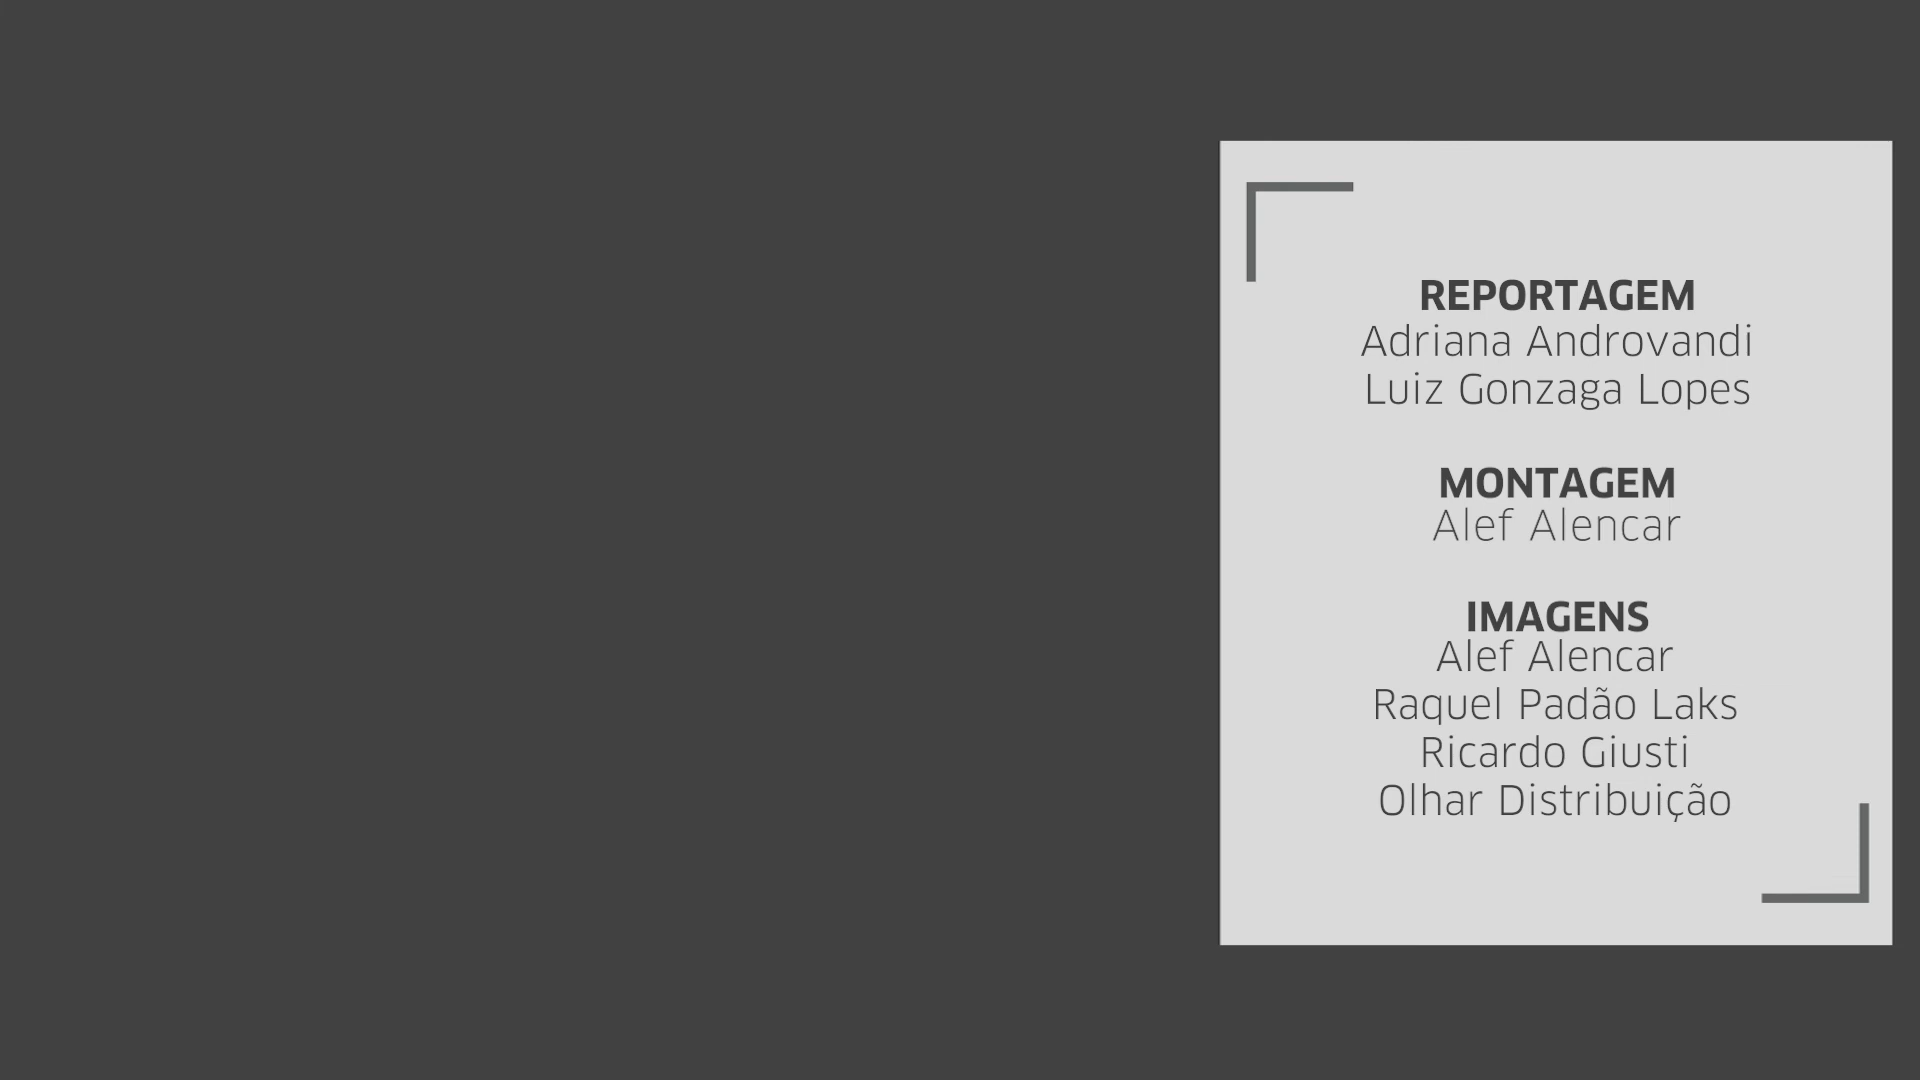 REPORTAGEM
Adriana Androvandi
Luiz Gonzaga Lopes
MONTAGEM
Alef Alencar
IMAGENS
Alef Alencar
Raquel Padão Laks
Ricardo Giusti
Olhar Distribuição